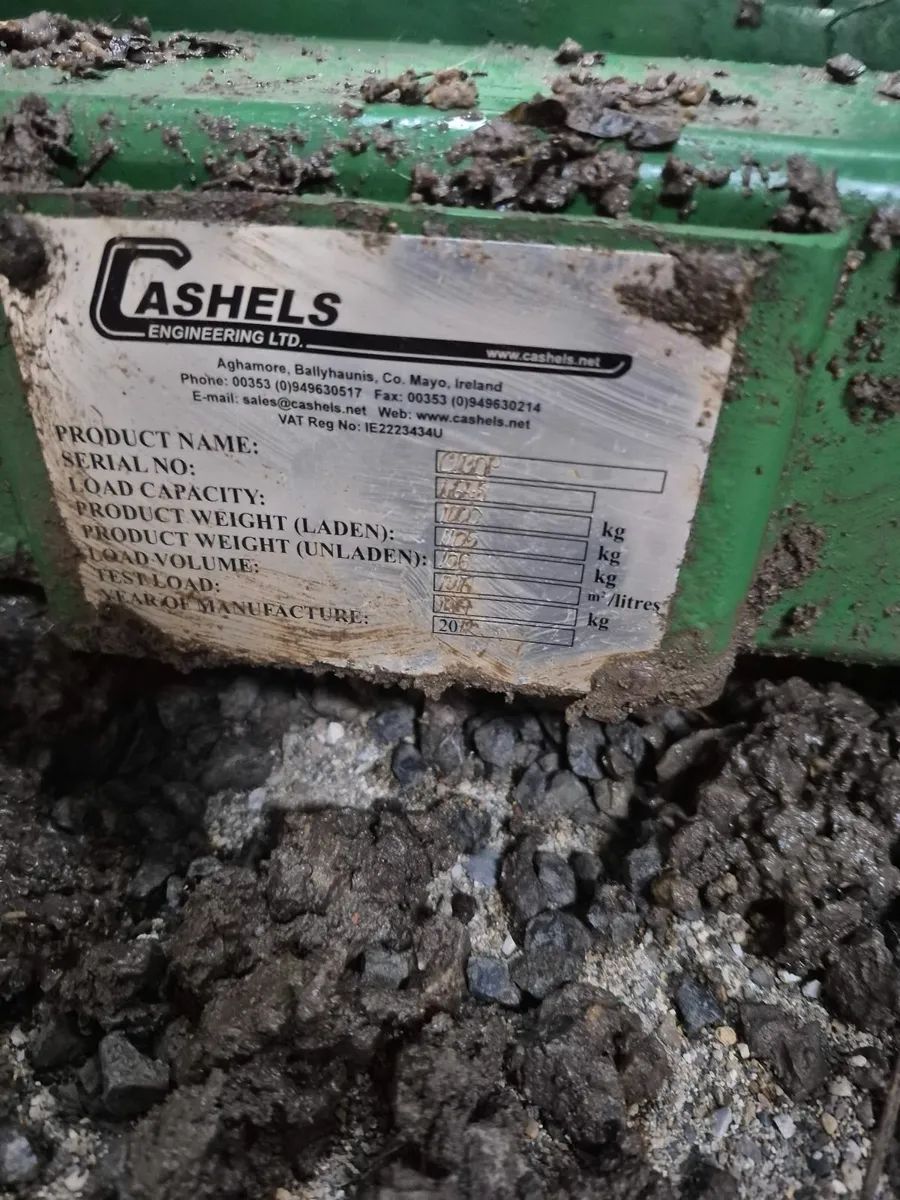 CASHELS
ENGINEERING LTD.
www.cashels.net
Aghamore, Ballyhaunis, Co. Mayo, Ireland
Phone: 00353 (0)949630517 Fax: 00353 (0)949630214
E-mail: sales@cashels.net Web: www.cashels.net
VAT Reg No: IE2223434U
PRODUCT NAME:
SERIAL NO:
LOAD CAPACITY: kg
PRODUCT WEIGHT (LADEN): kg
PRODUCT WEIGHT (UNLADEN): kg
LOAD VOLUME: m³/litres
TEST LOAD: kg
YEAR OF MANUFACTURE: 20